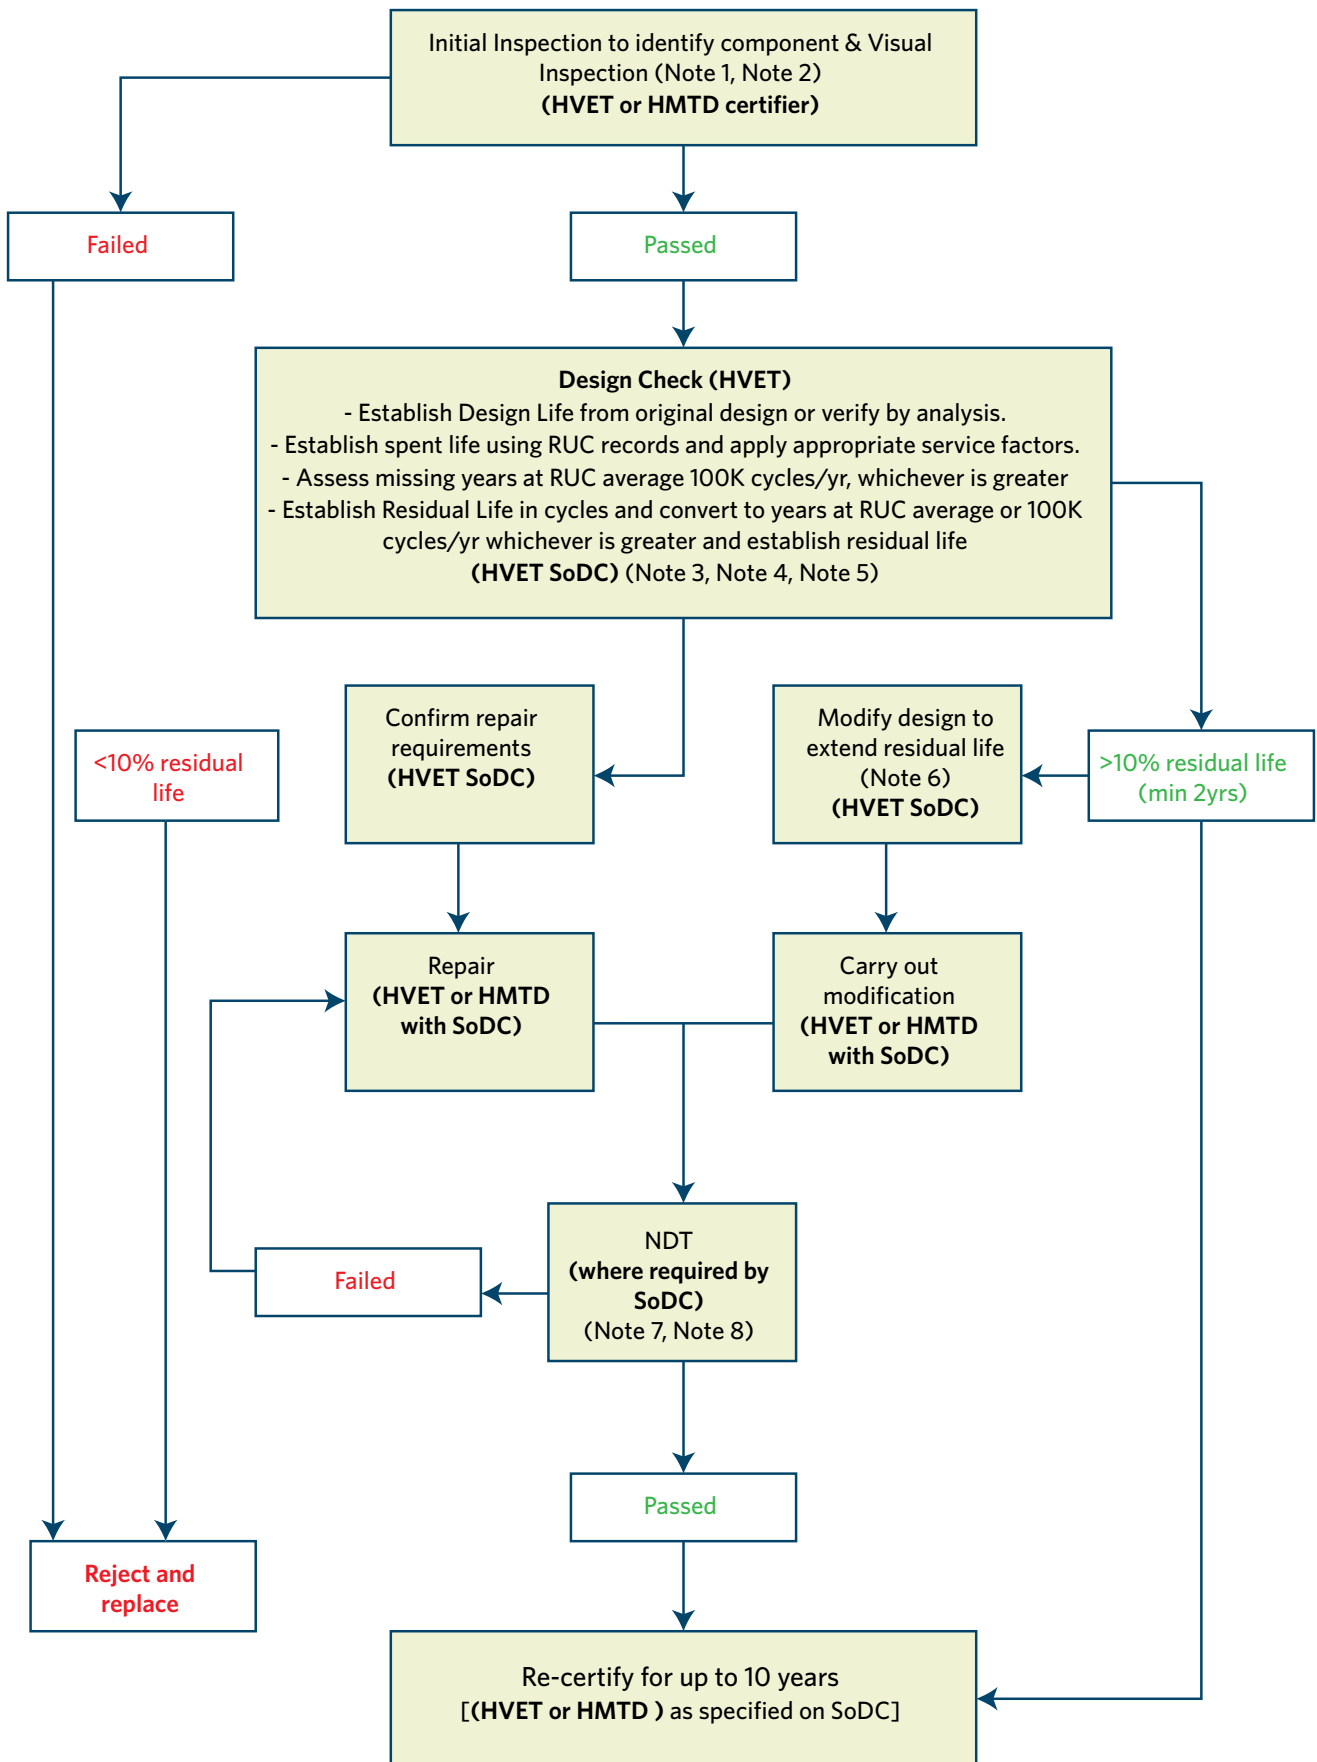 Initial Inspection to identify component & Visual
Inspection (Note 1, Note 2)
(HVET or HMTD certifier)
Failed
Passed
Design Check (HVET)
- Establish Design Life from original design or verify by analysis.
- Establish spent life using RUC records and apply appropriate service factors.
- Assess missing years at RUC average 100K cycles/yr, whichever is greater
- Establish Residual Life in cycles and convert to years at RUC average or 100K
cycles/yr whichever is greater and establish residual life
(HVET SoDC) (Note 3, Note 4, Note 5)
<10% residual
life
Confirm repair
requirements
(HVET SoDC)
Modify design to
extend residual life
(Note 6)
(HVET SoDC)
>10% residual life
(min 2yrs)
Repair
(HVET or HMTD
with SoDC)
Carry out
modification
(HVET or HMTD
with SoDC)
Failed
NDT
(where required by
SoDC)
(Note 7, Note 8)
Passed
Reject and
replace
Re-certify for up to 10 years
[(HVET or HMTD ) as specified on SoDC]